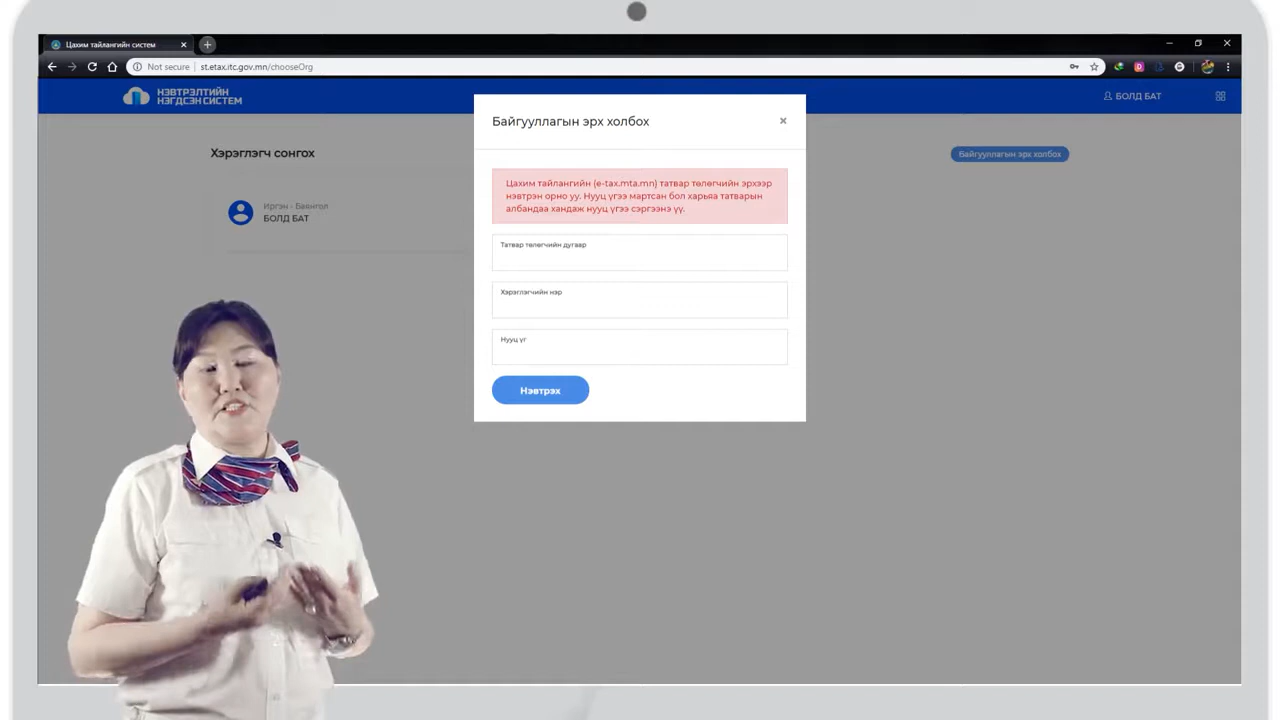 Цахим тайлангийн систем
Not secure | st.etax.itc.gov.mn/chooseOrg
НЭВТРЭЛТИЙН
НЭГДСЭН СИСТЕМ
БОЛД БАТ
Байгууллагын эрх холбох
Хэрэглэгч сонгох
Байгууллагын эрх холбох
Иргэн - Баянгол
БОЛД БАТ
Цахим тайлангийн (e-tax.mta.mn) татвар төлөгчийн эрхээр
нэвтрэн орно уу. Нууц үгээ мартсан бол харьяа татварын
албандаа хандаж нууц үгээ сэргээнэ үү.
Татвар төлөгчийн дугаар
Хэрэглэгчийн нэр
Нууц үг
Нэвтрэх